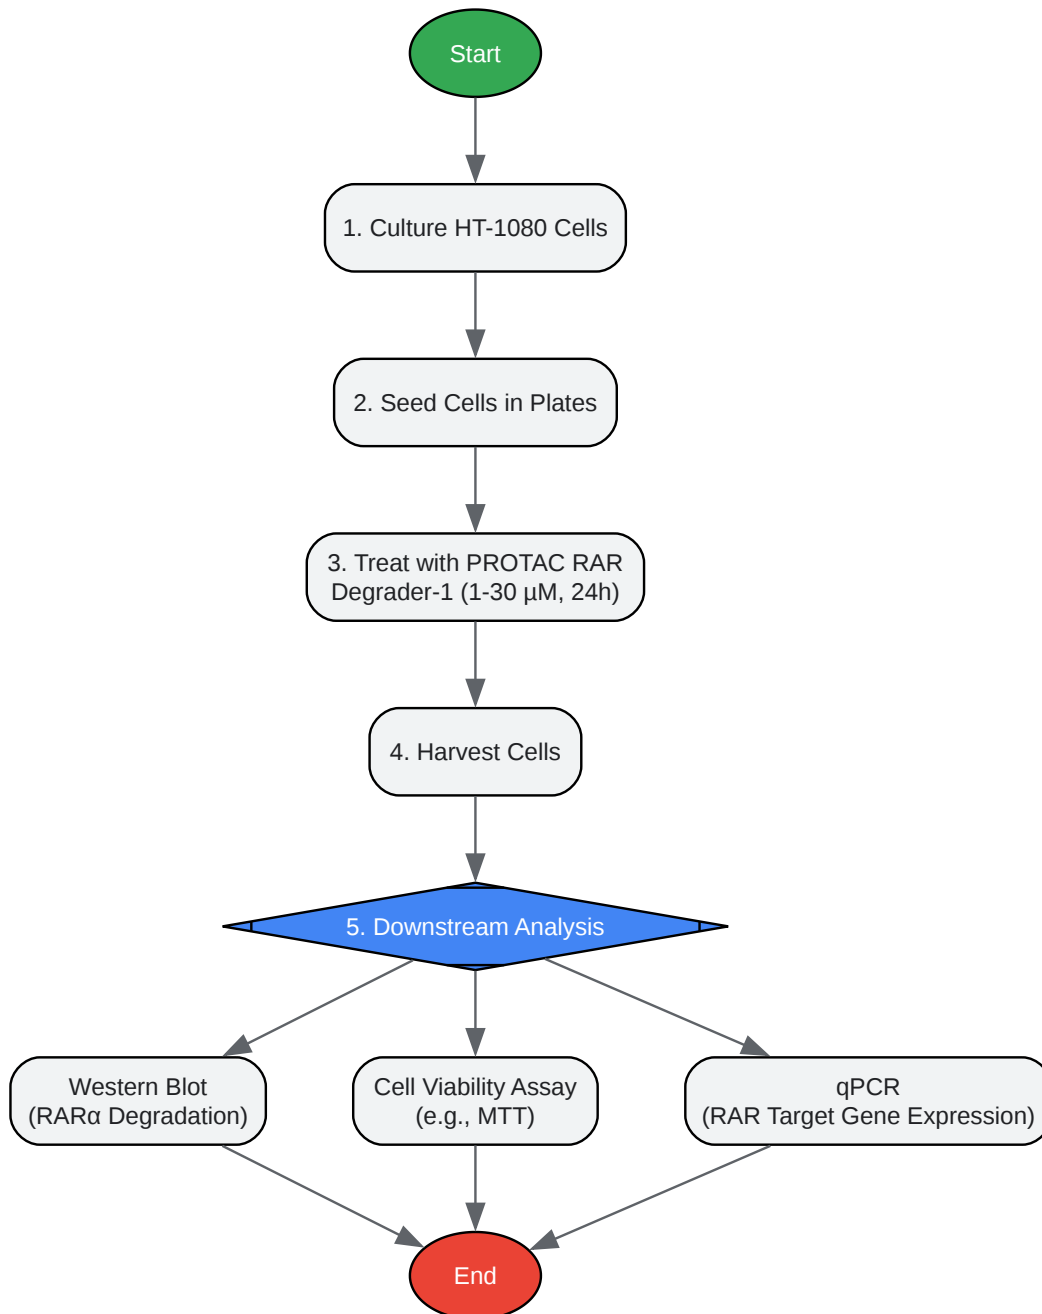 Start
1. Culture HT-1080 Cells
2. Seed Cells in Plates
3. Treat with PROTAC RAR
Degrader-1 (1-30 µM, 24h)
4. Harvest Cells
5. Downstream Analysis
Western Blot
(RARα Degradation)
Cell Viability Assay
(e.g., MTT)
qPCR
(RAR Target Gene Expression)
End